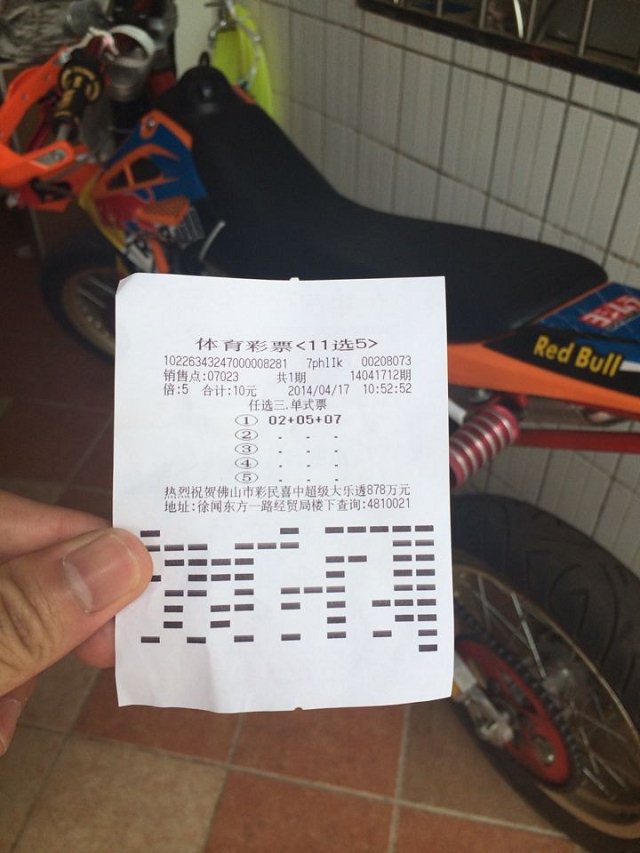 体育彩票<11选5>
10226343247000008281 7phlIk 00208073
销售点:07023 共1期 14041712期
倍:5 合计:10元 2014/04/17 10:52:52
任选三.单式票
① 02+05+07
② . . .
③ . . .
④ . . .
⑤ . . .
热烈祝贺佛山市彩民喜中超级大乐透878万元
地址:徐闻东方一路经贸局楼下查询:4810021
Red Bull